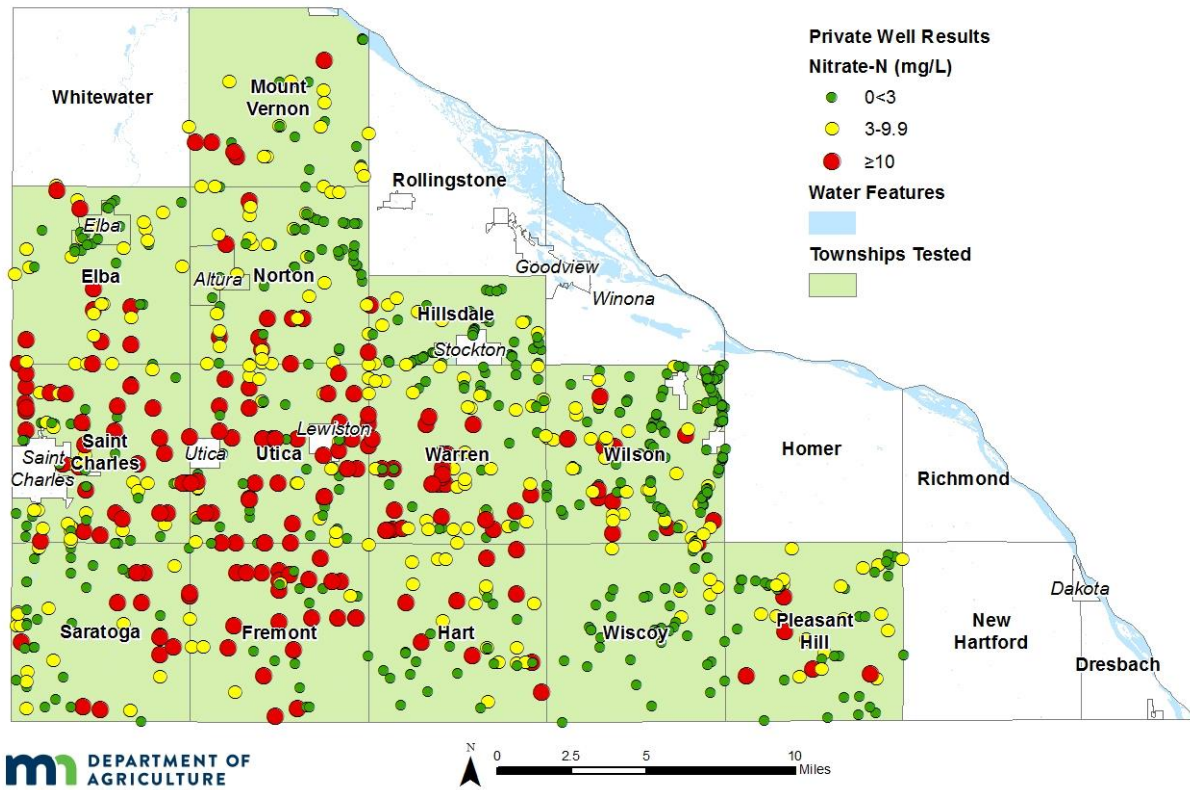 Private Well Results
Nitrate-N (mg/L)
0<3
3-9.9
≥10
Water Features
Townships Tested
Whitewater
Mount
Vernon
Rollingstone
Elba
Elba
Altura
Norton
Goodview
Winona
Hillsdale
Stockton
Saint
Charles
Saint
Charles
Utica
Utica
Lewiston
Warren
Wilson
Homer
Richmond
Saratoga
Fremont
Hart
Wiscoy
Pleasant
Hill
New
Hartford
Dakota
Dresbach
mn DEPARTMENT OF
AGRICULTURE
N
0 2.5 5 10
Miles